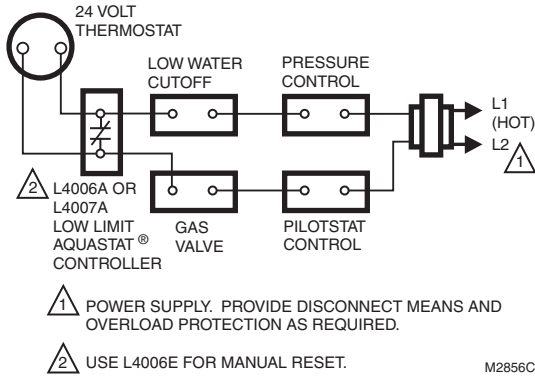 24 VOLT
THERMOSTAT
LOW WATER
CUTOFF
PRESSURE
CONTROL
L1
(HOT)
L2
1
2
L4006A OR
L4007A
LOW LIMIT
AQUASTAT ®
CONTROLLER
GAS
VALVE
PILOTSTAT
CONTROL
1 POWER SUPPLY. PROVIDE DISCONNECT MEANS AND
OVERLOAD PROTECTION AS REQUIRED.
2 USE L4006E FOR MANUAL RESET.
M2856C